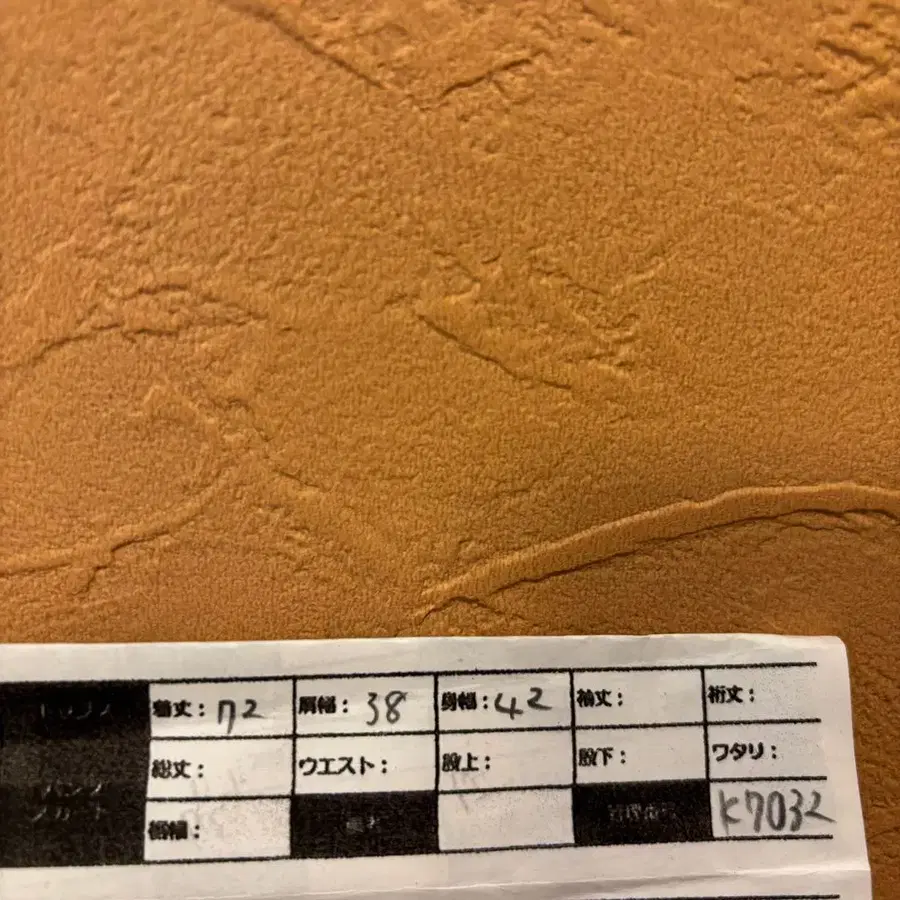 着丈：72 肩幅：38 身幅：42 袖丈： 裄丈：
総丈： ウエスト： 股上： 股下： ワタリ：
裾幅： K7032